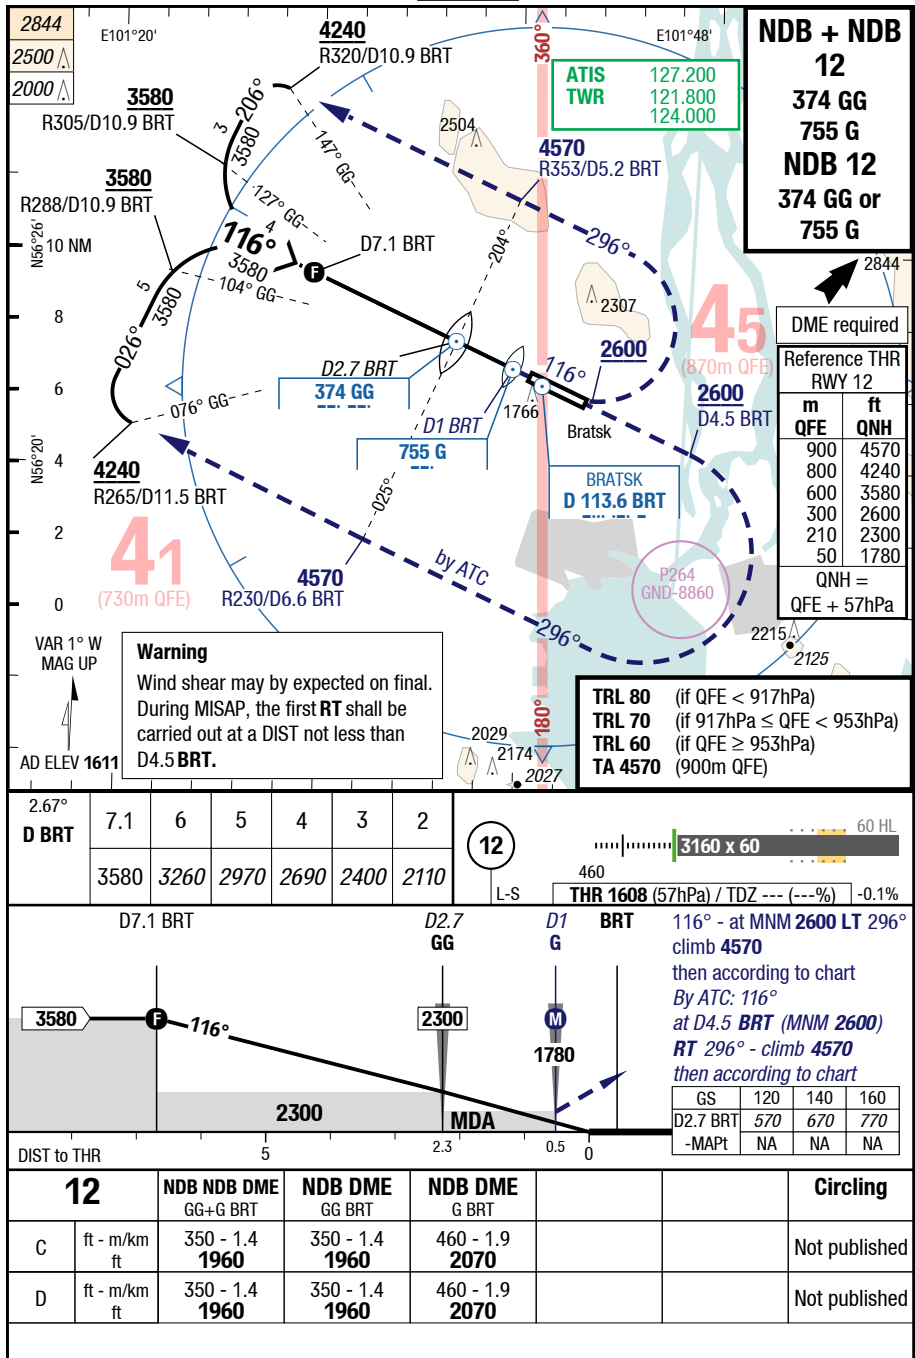 2844
2500
2000
E101°20'
4240
R320/D10.9 BRT
360°
E101°48'
ATIS 127.200
TWR 121.800
124.000
NDB + NDB
12
374 GG
755 G
NDB 12
374 GG or
755 G
3580
R305/D10.9 BRT
206°
3
3580
2504
147° GG
4570
R353/D5.2 BRT
3580
R288/D10.9 BRT
127° GG
N56°26'
10 NM
116°
4
3580
D7.1 BRT
F
204°
296°
2844
104° GG
5
3580
2307
45
(870m QFE)
DME required
8
026°
D2.7 BRT
374 GG
116°
2600
Reference THR
RWY 12
m ft
QFE QNH
900 4570
800 4240
600 3580
300 2600
210 2300
50 1780
QNH =
QFE + 57hPa
6
076° GG
D1 BRT
1766
2600
D4.5 BRT
Bratsk
755 G
N56°20'
4
4240
R265/D11.5 BRT
025°
BRATSK
D 113.6 BRT
2
41
(730m QFE)
by ATC
4570
R230/D6.6 BRT
P264
GND-8860
0
296°
2215
2125
VAR 1° W
MAG UP
AD ELEV 1611
Warning
Wind shear may by expected on final.
During MISAP, the first RT shall be
carried out at a DIST not less than
D4.5 BRT.
180°
2029
2174
2027
TRL 80 (if QFE < 917hPa)
TRL 70 (if 917hPa ≤ QFE < 953hPa)
TRL 60 (if QFE ≥ 953hPa)
TA 4570 (900m QFE)
2.67°
D BRT 7.1 6 5 4 3 2
3580 3260 2970 2690 2400 2110
12
L-S
460
3160 x 60
60 HL
THR 1608 (57hPa) / TDZ --- (---%) -0.1%
D7.1 BRT D2.7 D1 BRT
GG G
3580
F
116°
2300
M
1780
2300
MDA
DIST to THR 5 2.3 0.5 0
116° - at MNM 2600 LT 296°
climb 4570
then according to chart
By ATC: 116°
at D4.5 BRT (MNM 2600)
RT 296° - climb 4570
then according to chart
GS 120 140 160
D2.7 BRT 570 670 770
-MAPt NA NA NA
12 NDB NDB DME NDB DME NDB DME Circling
GG+G BRT GG BRT G BRT
C ft - m/km 350 - 1.4 350 - 1.4 460 - 1.9 Not published
ft 1960 1960 2070
D ft - m/km 350 - 1.4 350 - 1.4 460 - 1.9 Not published
ft 1960 1960 2070